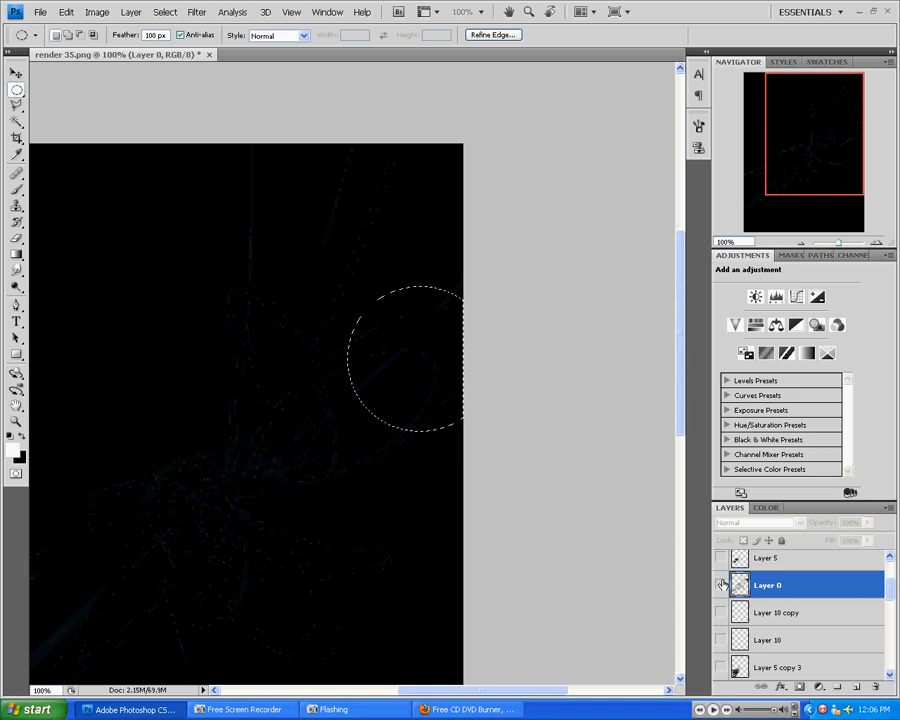 Ps File Edit Image Layer Select Filter Analysis 3D View Window Help Br 100% ESSENTIALS
Feather: 100 px Anti-alias Style: Normal Width: Height: Refine Edge...
render 35.png @ 100% (Layer 0, RGB/8) *
NAVIGATOR STYLES SWATCHES
100%
ADJUSTMENTS MASKS PATHS CHANNE
Add an adjustment
Levels Presets
Curves Presets
Exposure Presets
Hue/Saturation Presets
Black & White Presets
Channel Mixer Presets
Selective Color Presets
LAYERS COLOR
Normal Opacity: 100%
Lock: Fill: 100%
Layer 5
Layer 0
Layer 10 copy
Layer 10
Layer 5 copy 3
100% Doc: 2.15M/69.9M
start Adobe Photoshop CS... Free Screen Recorder Flashing Free CD DVD Burner, ... 12:06 PM